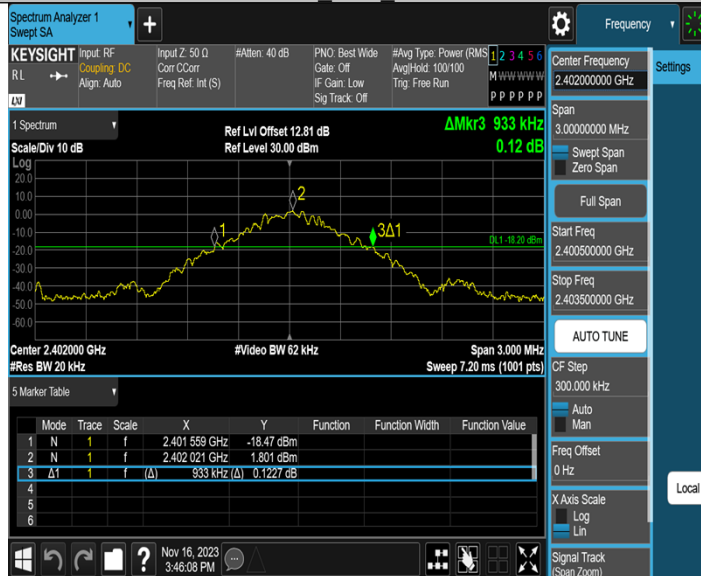 Spectrum Analyzer 1
Swept SA
Frequency
KEYSIGHT
RL
LXI
Input: RF
Coupling: DC
Align: Auto
Input Z: 50 Ω
Corr CCorr
Freq Ref: Int (S)
#Atten: 40 dB
PNO: Best Wide
Gate: Off
IF Gain: Low
Sig Track: Off
#Avg Type: Power (RMS
Avg|Hold: 100/100
Trig: Free Run
1 2 3 4 5 6
M W W W W W
P P P P P P
1 Spectrum
Scale/Div 10 dB
Ref Lvl Offset 12.81 dB
Ref Level 30.00 dBm
ΔMkr3 933 kHz
0.12 dB
Log
20.0
10.0
0.00
-10.0
-20.0
-30.0
-40.0
-50.0
-60.0
1
2
3Δ1
DL1 -18.20 dBm
Center 2.402000 GHz
#Video BW 62 kHz
Span 3.000 MHz
#Res BW 20 kHz
Sweep 7.20 ms (1001 pts)
5 Marker Table
Mode Trace Scale X Y Function Function Width Function Value
1 N 1 f 2.401 559 GHz -18.47 dBm
2 N 1 f 2.402 021 GHz 1.801 dBm
3 Δ1 1 f (Δ) 933 kHz (Δ) 0.1227 dB
4
5
6
Nov 16, 2023
3:46:08 PM
Center Frequency
2.402000000 GHz
Span
3.00000000 MHz
Swept Span
Zero Span
Full Span
Start Freq
2.400500000 GHz
Stop Freq
2.403500000 GHz
AUTO TUNE
CF Step
300.000 kHz
Auto
Man
Freq Offset
0 Hz
X Axis Scale
Log
Lin
Signal Track
(Span Zoom)
Settings
Local